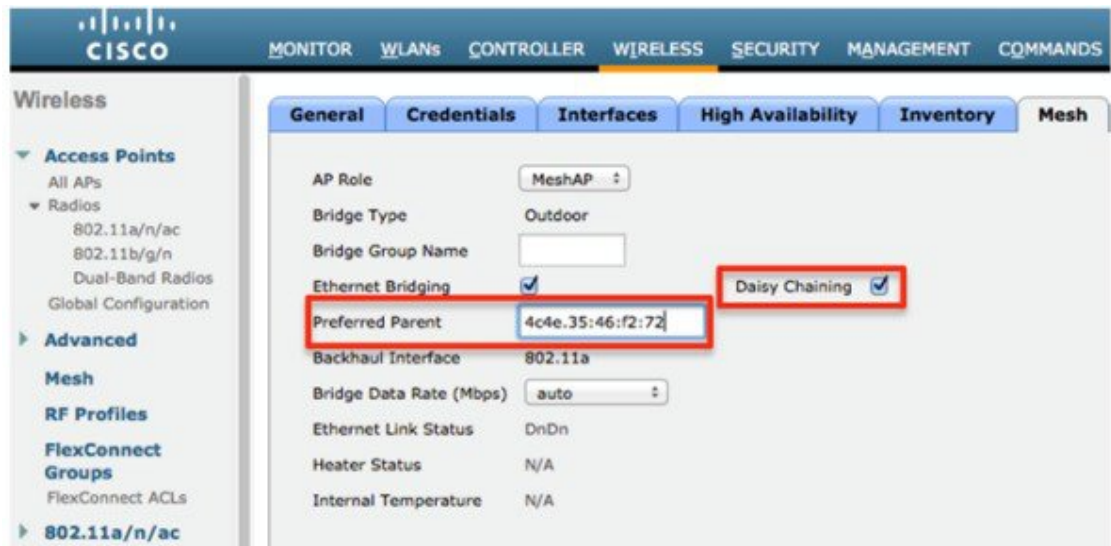 CISCO
MONITOR WLANs CONTROLLER WIRELESS SECURITY MANAGEMENT COMMANDS
Wireless
General Credentials Interfaces High Availability Inventory Mesh
Access Points
All APs
Radios
802.11a/n/ac
802.11b/g/n
Dual-Band Radios
Global Configuration
Advanced
Mesh
RF Profiles
FlexConnect
Groups
FlexConnect ACLs
802.11a/n/ac
AP Role MeshAP
Bridge Type Outdoor
Bridge Group Name
Ethernet Bridging Daisy Chaining
Preferred Parent 4c4e.35:46:f2:72
Backhaul Interface 802.11a
Bridge Data Rate (Mbps) auto
Ethernet Link Status DnDn
Heater Status N/A
Internal Temperature N/A